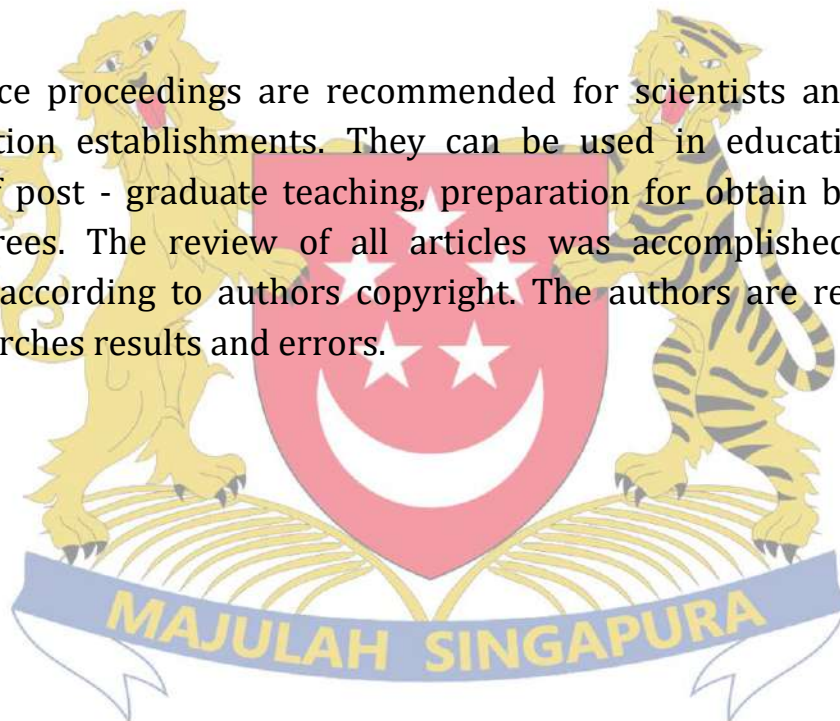 ce proceedings are recommended for scientists an
tion establishments. They can be used in educati
f post - graduate teaching, preparation for obtain b
rees. The review of all articles was accomplished
according to authors copyright. The authors are re
rches results and errors.
MAJULAH SINGAPURA